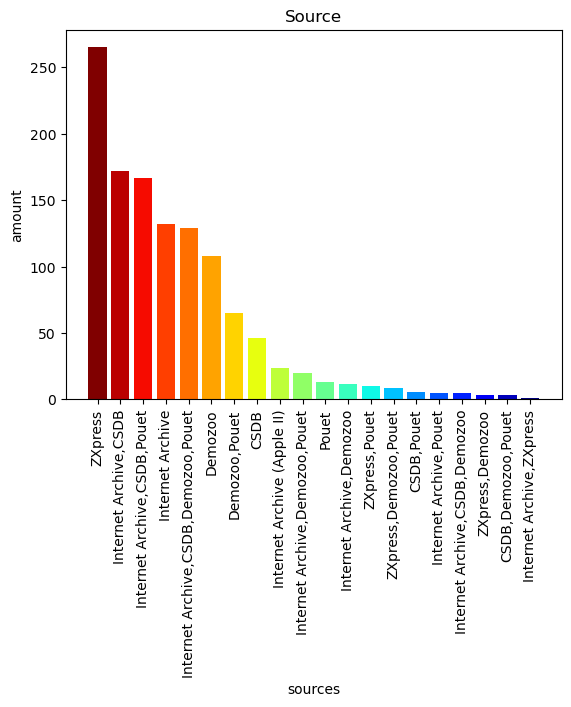 Source
amount
250
200
150
100
50
0
ZXpress
Internet Archive,CSDB
Internet Archive,CSDB,Pouet
Internet Archive
Internet Archive,CSDB,Demozoo,Pouet
Demozoo
Demozoo,Pouet
CSDB
Internet Archive (Apple II)
Internet Archive,Demozoo,Pouet
Pouet
Internet Archive,Demozoo
ZXpress,Pouet
ZXpress,Demozoo,Pouet
CSDB,Pouet
Internet Archive,Pouet
Internet Archive,CSDB,Demozoo
ZXpress,Demozoo
CSDB,Demozoo,Pouet
Internet Archive,ZXpress
sources